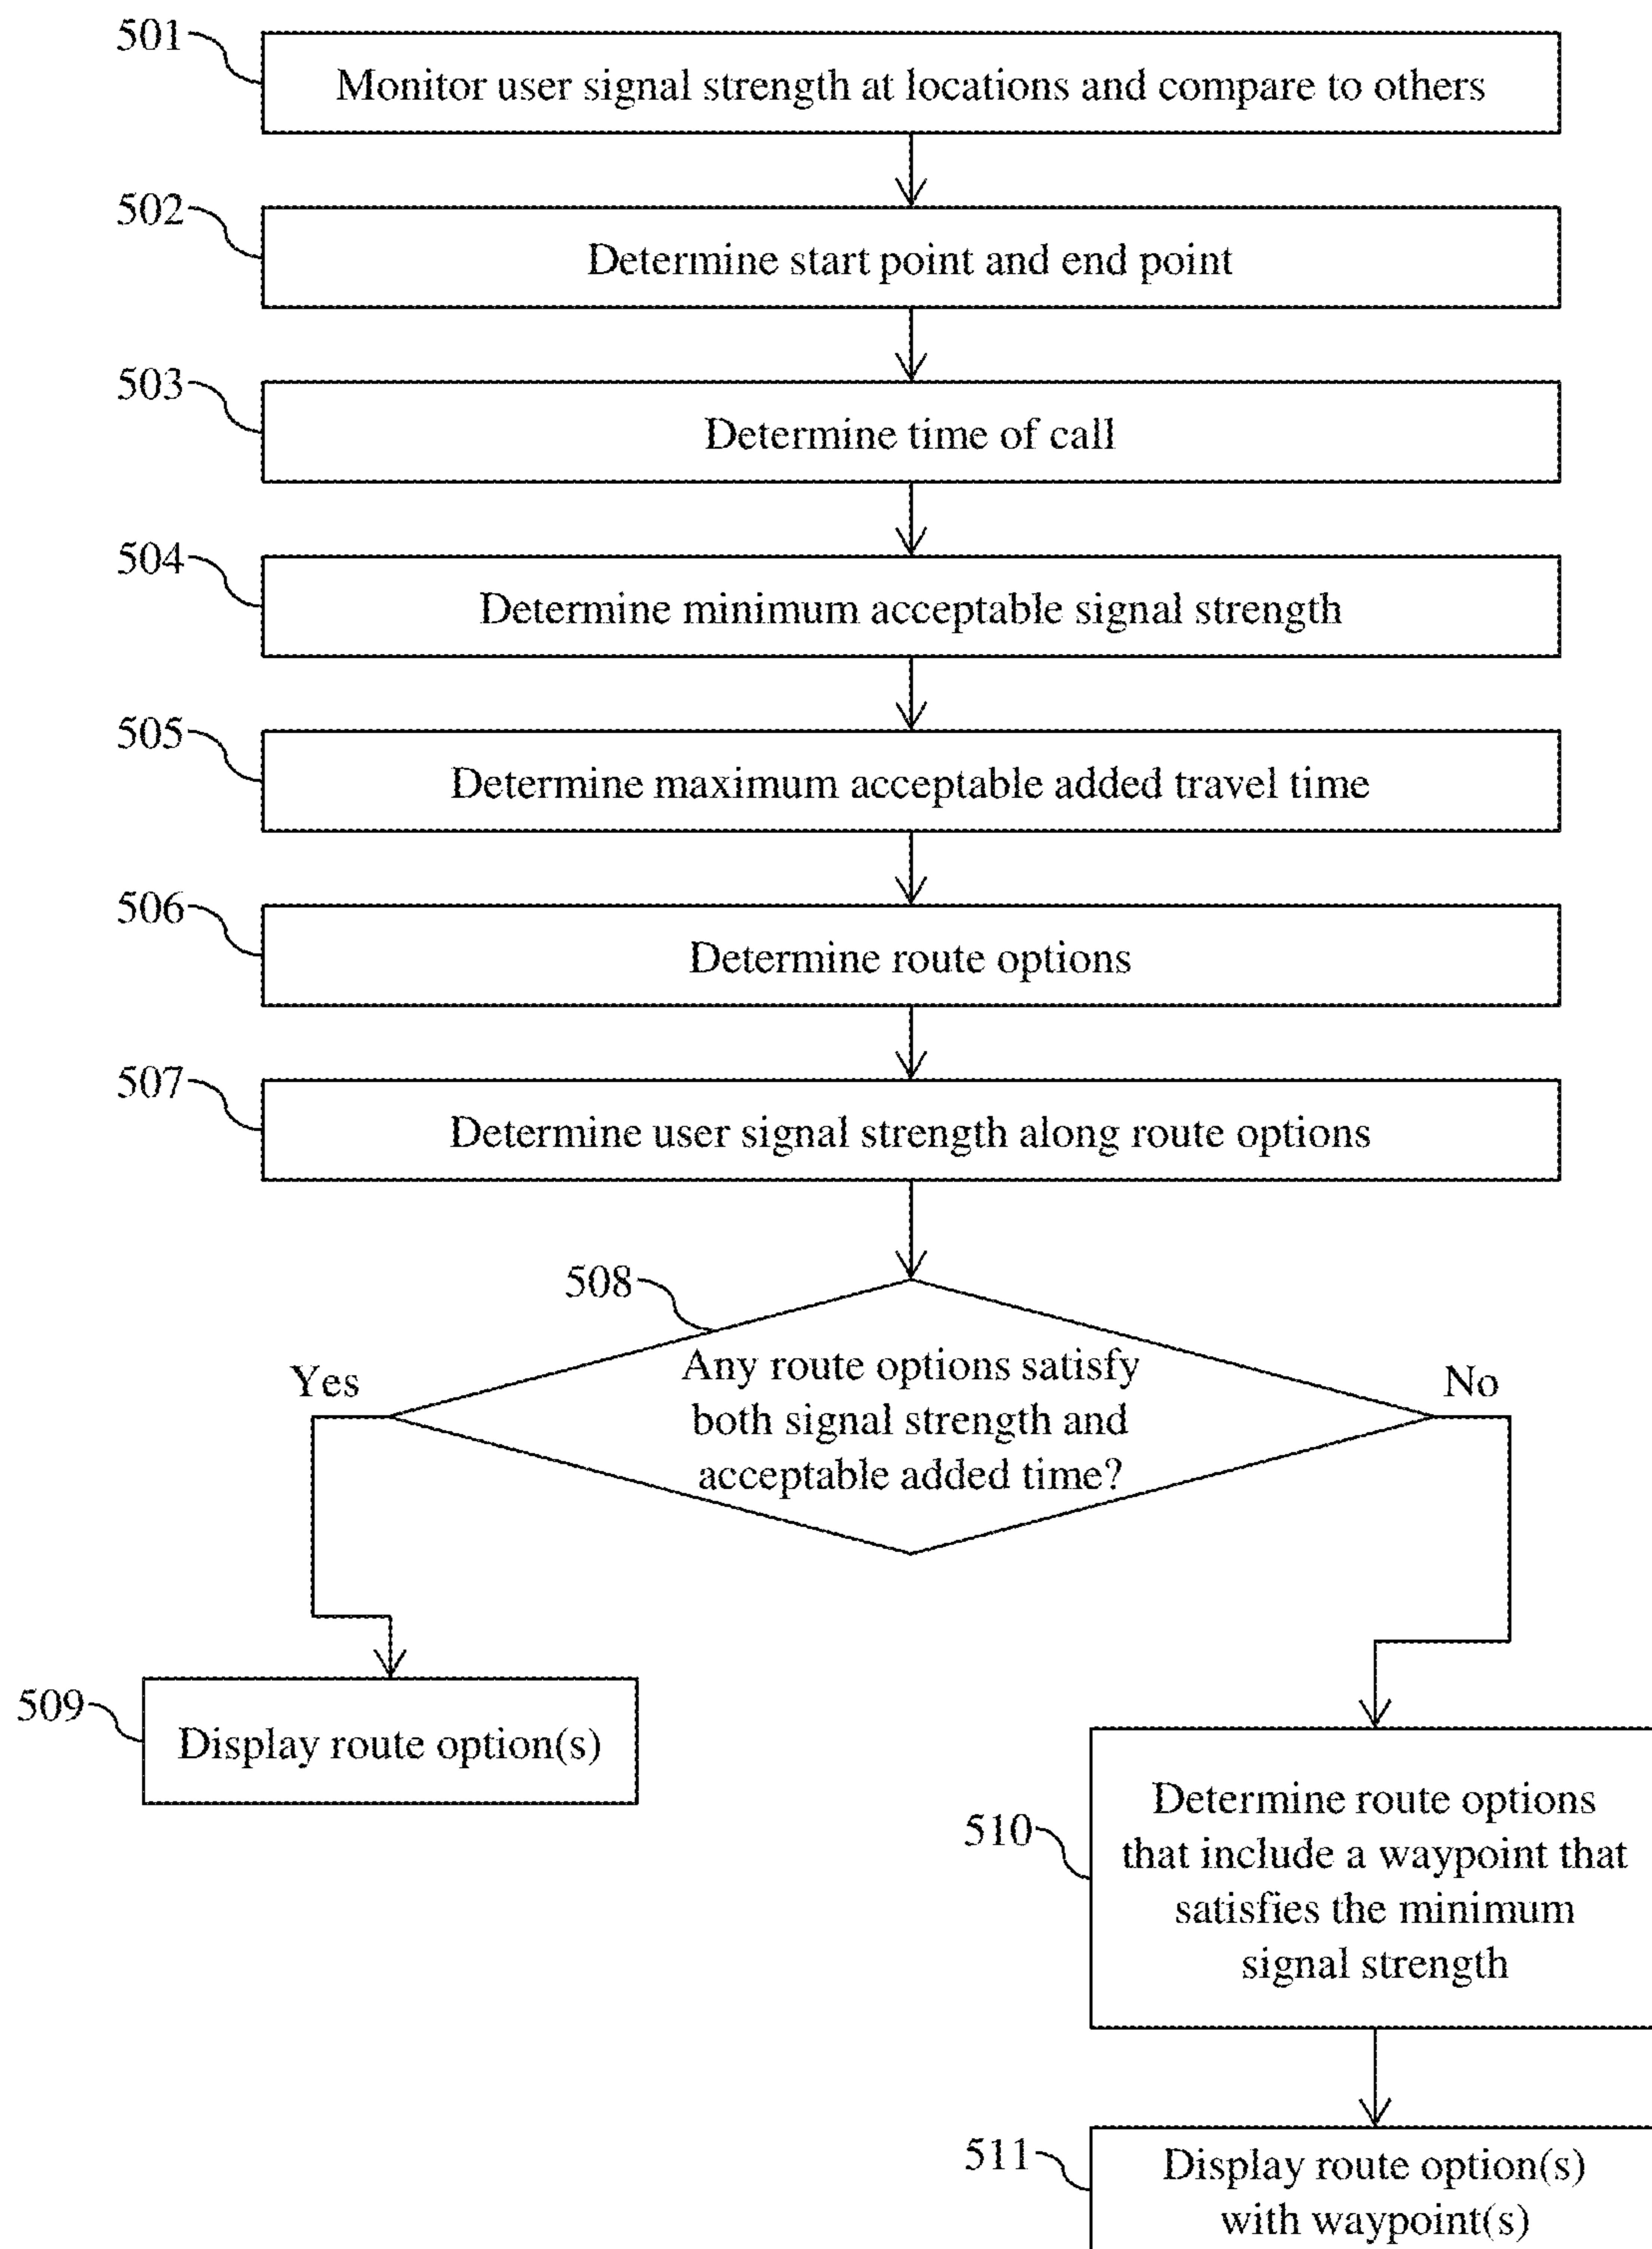 501
Monitor user signal strength at locations and compare to others
502
Determine start point and end point
503
Determine time of call
504
Determine minimum acceptable signal strength
505
Determine maximum acceptable added travel time
506
Determine route options
507
Determine user signal strength along route options
508
Any route options satisfy
both signal strength and
acceptable added time?
Yes
No
509
Display route option(s)
510
Determine route options
that include a waypoint that
satisfies the minimum
signal strength
511
Display route option(s)
with waypoint(s)